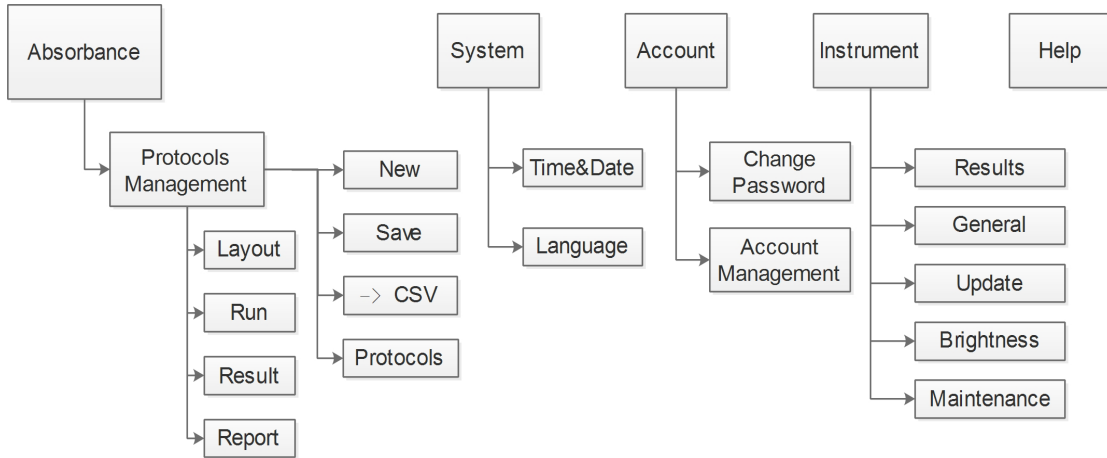 Absorbance
System
Account
Instrument
Help
Protocols
Management
New
Save
-> CSV
Protocols
Layout
Run
Result
Report
Time&Date
Language
Change
Password
Account
Management
Results
General
Update
Brightness
Maintenance